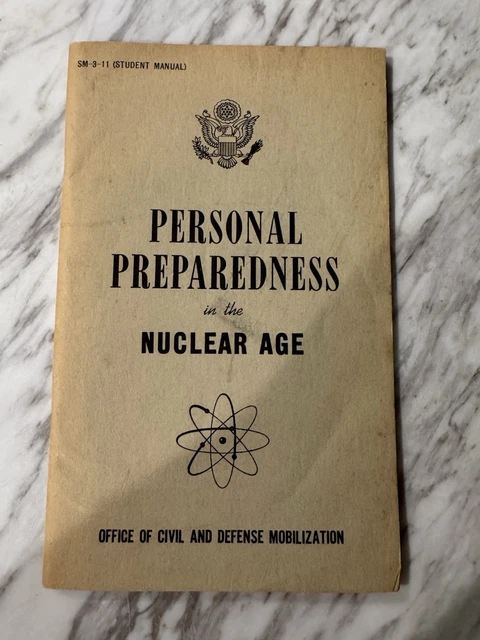 SM-3-11 (STUDENT MANUAL)
PERSONAL
PREPAREDNESS
in the
NUCLEAR AGE
OFFICE OF CIVIL AND DEFENSE MOBILIZATION